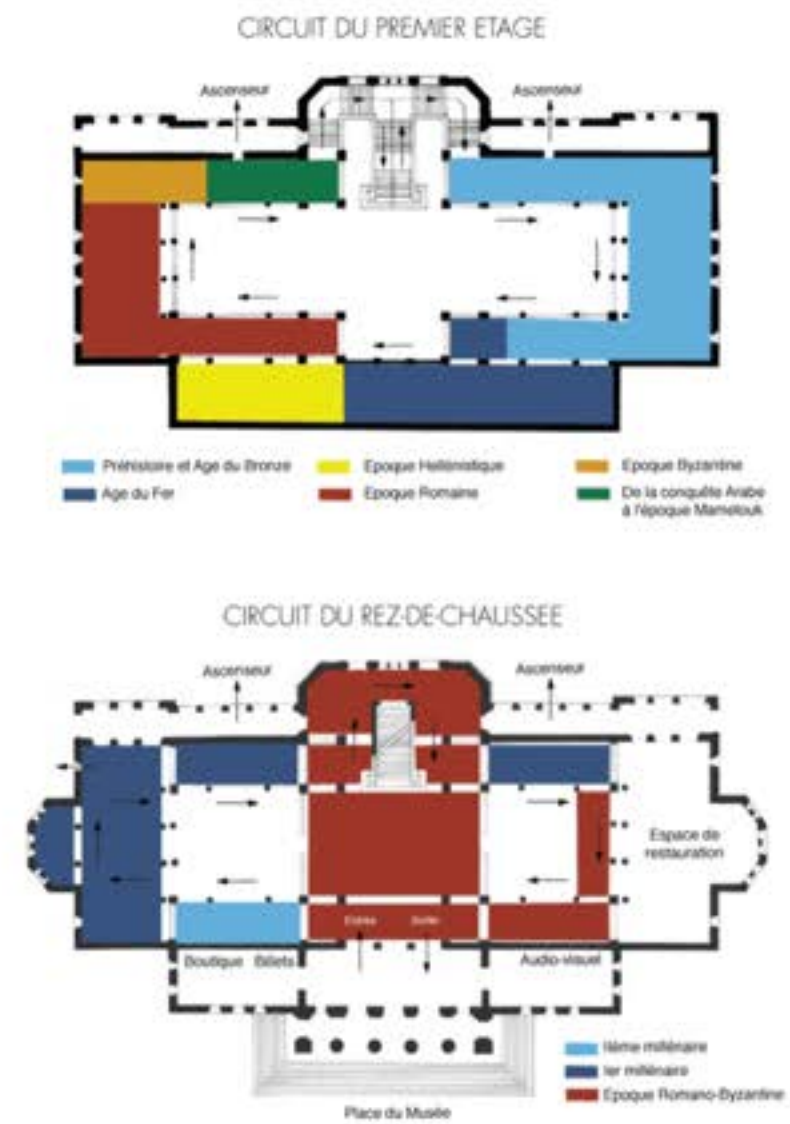 CIRCUIT DU PREMIER ETAGE
Ascenseur
Ascenseur
Préhistoire et Age du Bronze
Epoque Hellénistique
Epoque Byzantine
Age du Fer
Epoque Romaine
De la conquête Arabe
à l'époque Mamelouk
CIRCUIT DU REZ-DE-CHAUSSEE
Ascenseur
Ascenseur
Espace de
restauration
Entrée
Sortie
Boutique
Billets
Audio-visuel
IIème millénaire
Ier millénaire
Epoque Romano-Byzantine
Place du Musée